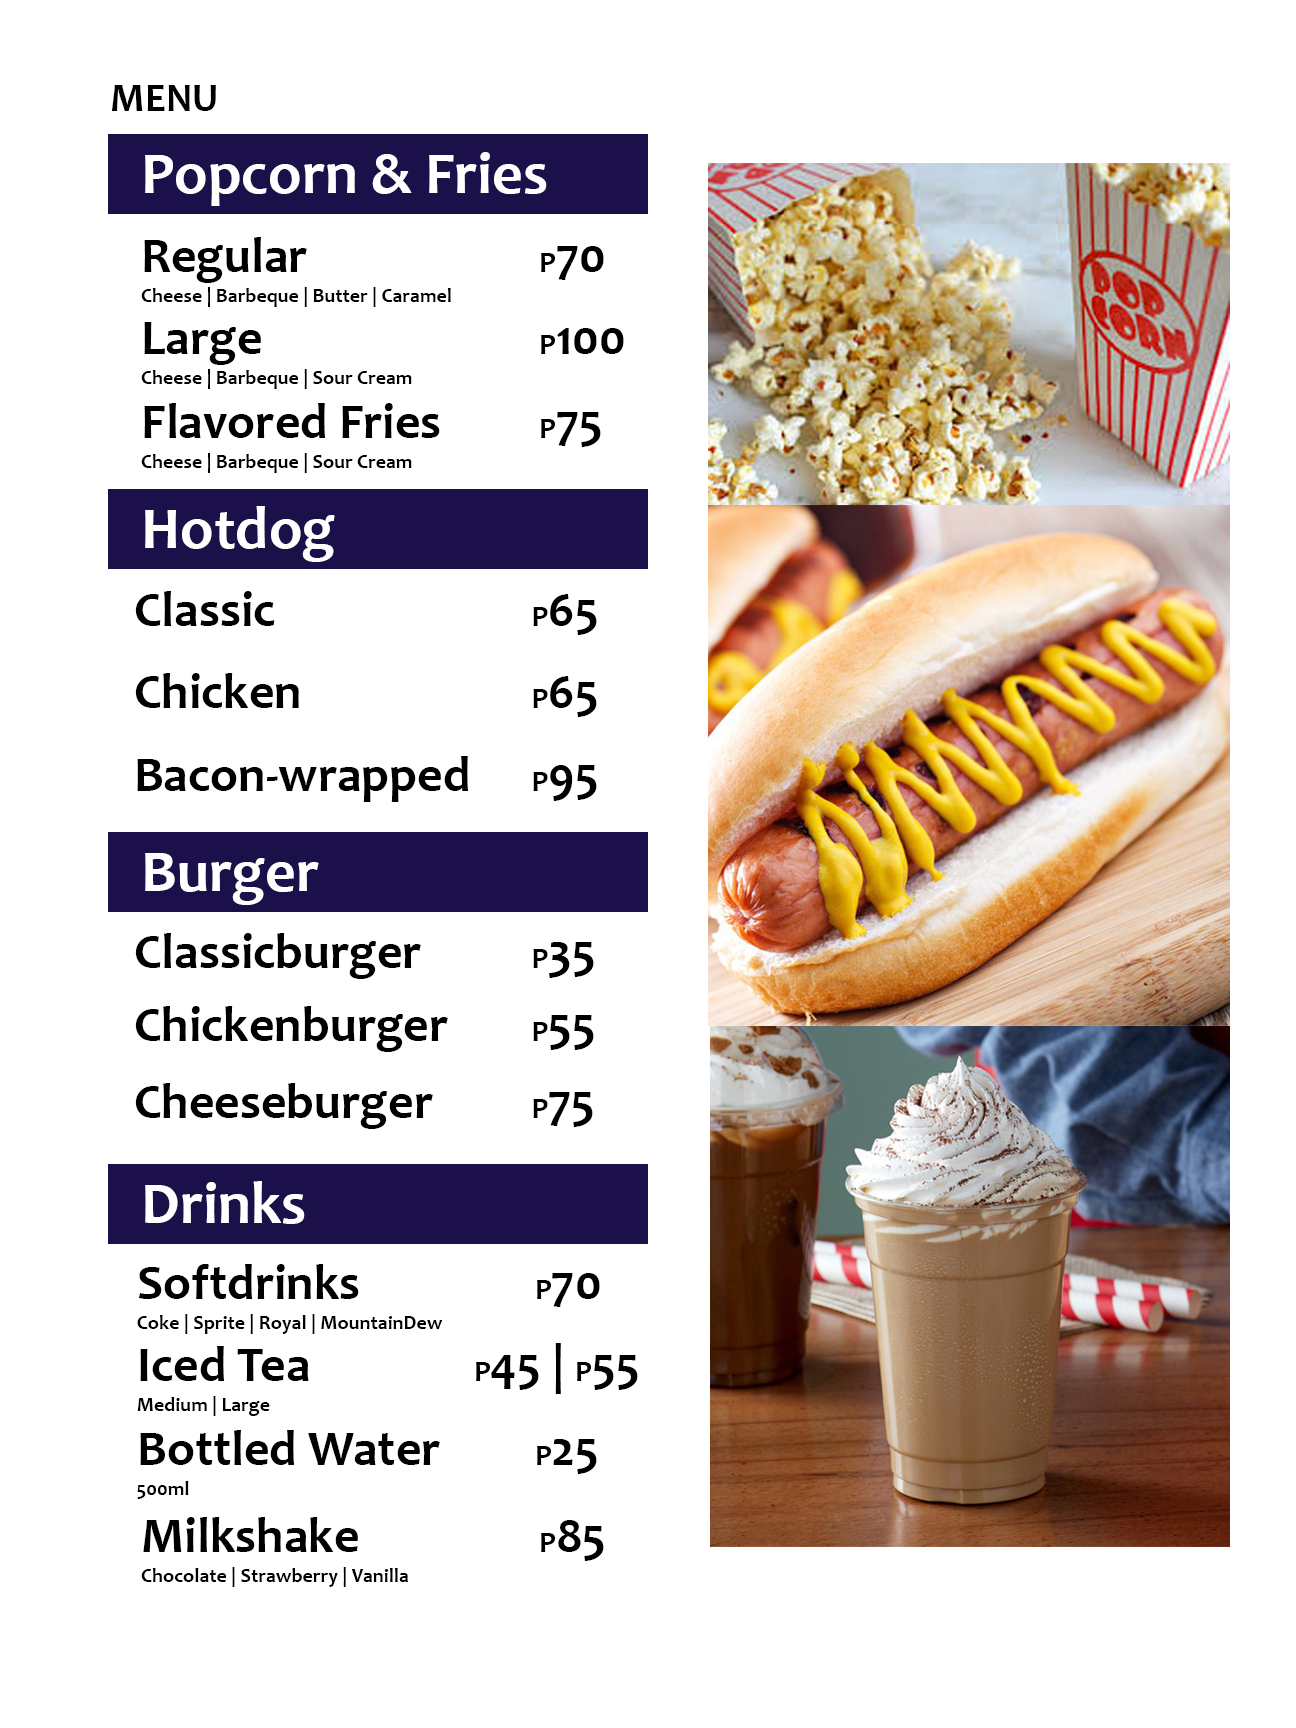 MENU
Popcorn & Fries
Regular P70
Cheese | Barbeque | Butter | Caramel
Large P100
Cheese | Barbeque | Sour Cream
Flavored Fries P75
Cheese | Barbeque | Sour Cream
Hotdog
Classic P65
Chicken P65
Bacon-wrapped P95
Burger
Classicburger P35
Chickenburger P55
Cheeseburger P75
Drinks
Softdrinks P70
Coke | Sprite | Royal | MountainDew
Iced Tea P45 | P55
Medium | Large
Bottled Water P25
500ml
Milkshake P85
Chocolate | Strawberry | Vanilla
POP
CORN